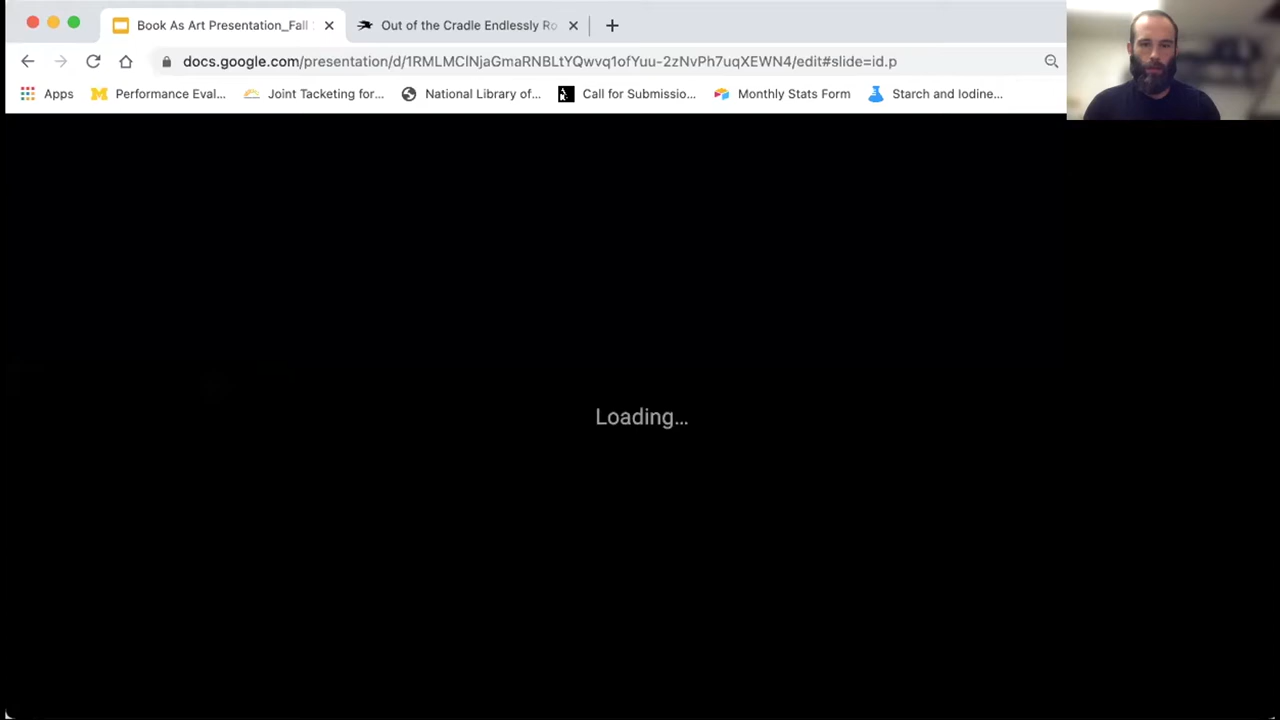 Book As Art Presentation_Fall
Out of the Cradle Endlessly Ro
docs.google.com/presentation/d/1RMLMClNjaGmaRNBLtYQwvq1ofYuu-2zNvPh7uqXEWN4/edit#slide=id.p
Apps Performance Eval... Joint Tacketing for... National Library of... Call for Submissio... Monthly Stats Form Starch and Iodine...
Loading...